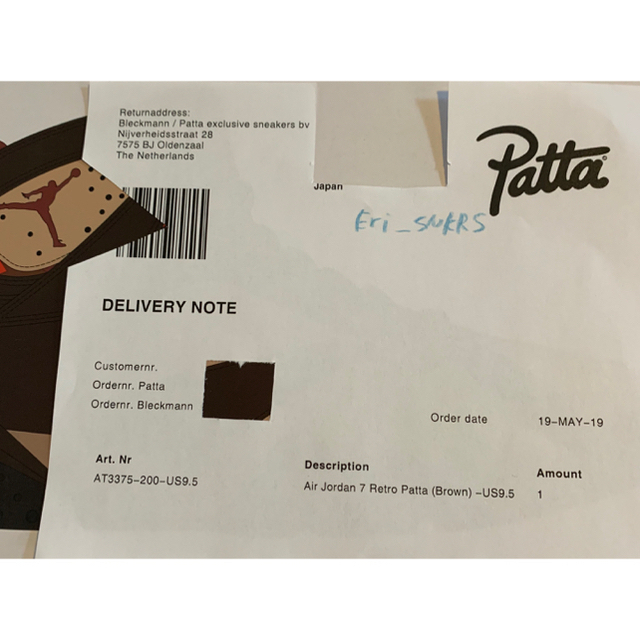 Returnaddress:
Bleckmann / Patta exclusive sneakers bv
Nijverheidsstraat 28
7575 BJ Oldenzaal
The Netherlands
Japan
Patta
Eri_SNKRS
DELIVERY NOTE
Customernr.
Ordernr. Patta
Ordernr. Bleckmann
Order date 19-MAY-19
Art. Nr Description Amount
AT3375-200-US9.5 Air Jordan 7 Retro Patta (Brown) -US9.5 1